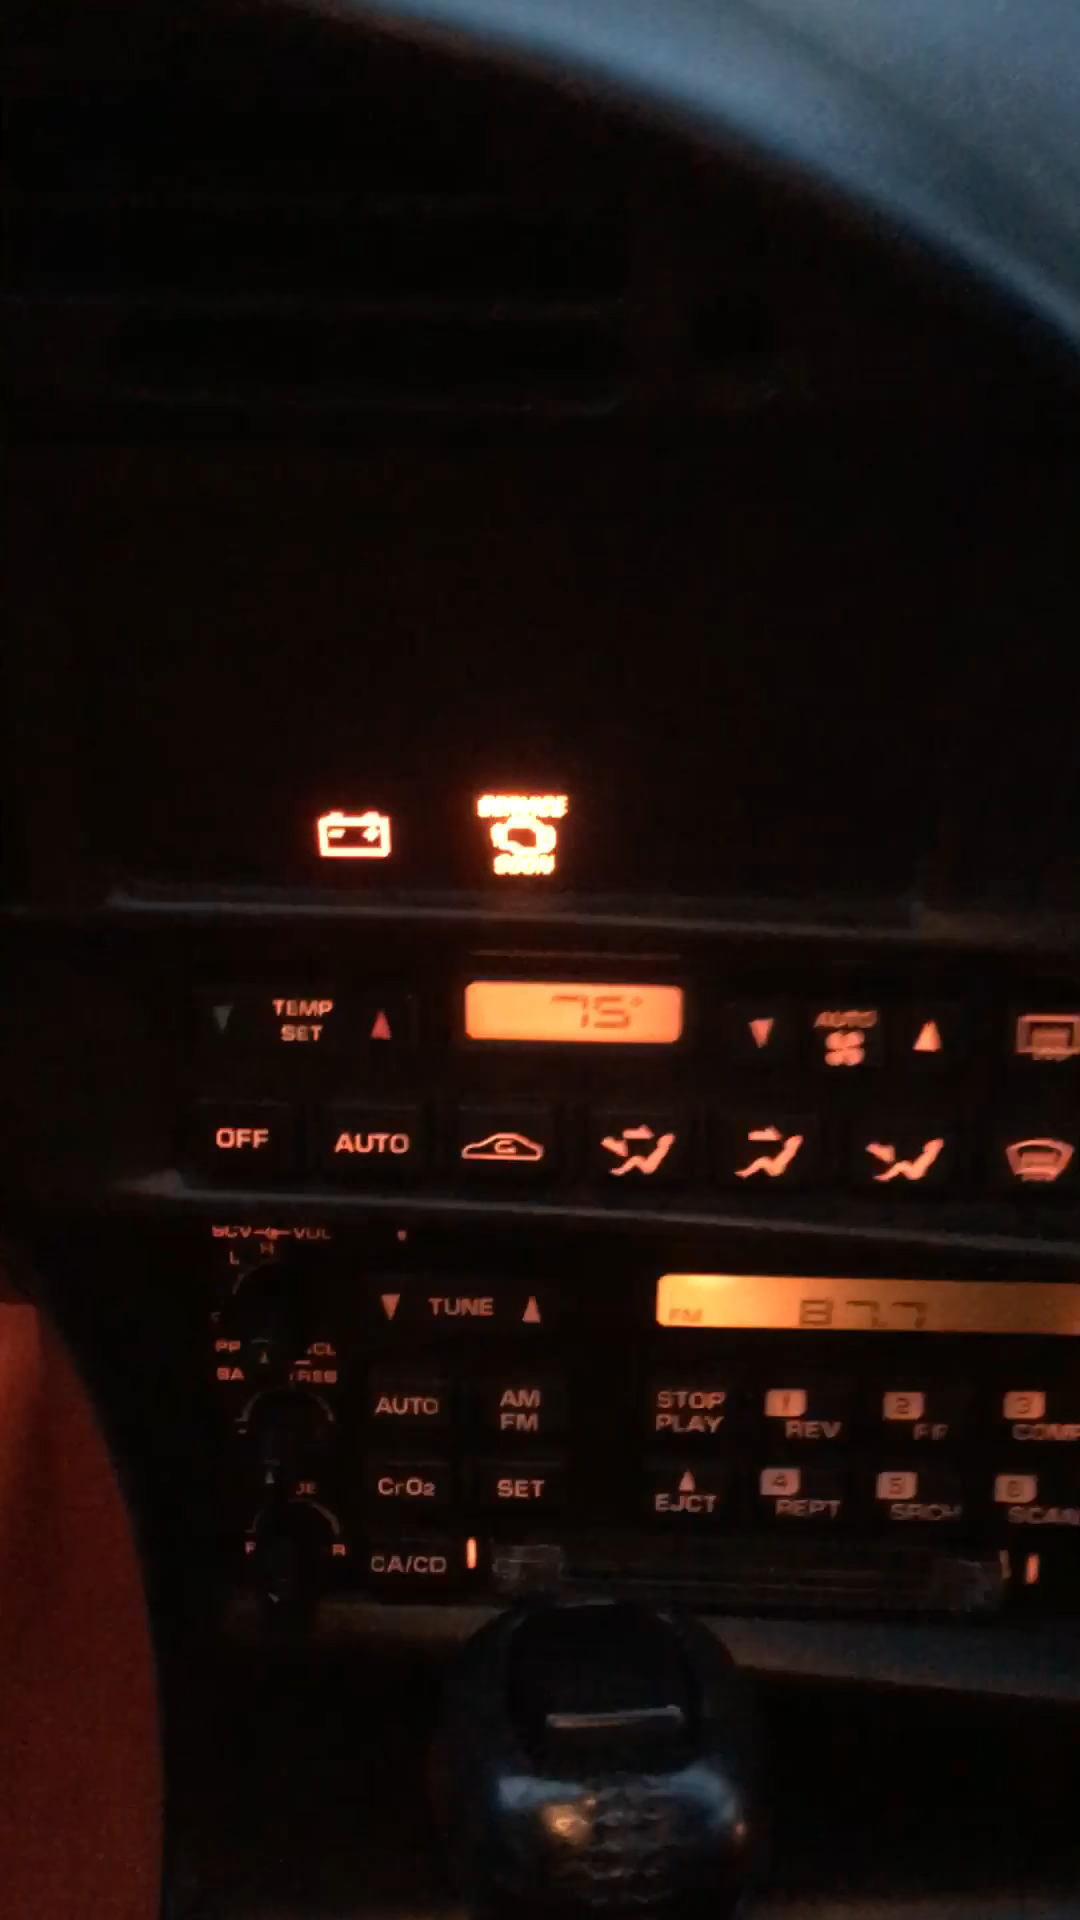 SERVICE
SOON
TEMP
SET
75°
AUTO
OFF
AUTO
VOL
L
FM
87.7
TUNE
AUTO
AM
FM
STOP
PLAY
1
REV
2
FF
3
COMP
CrO2
SET
EJCT
4
REPT
5
SRCH
6
SCAN
F
R
CA/CD